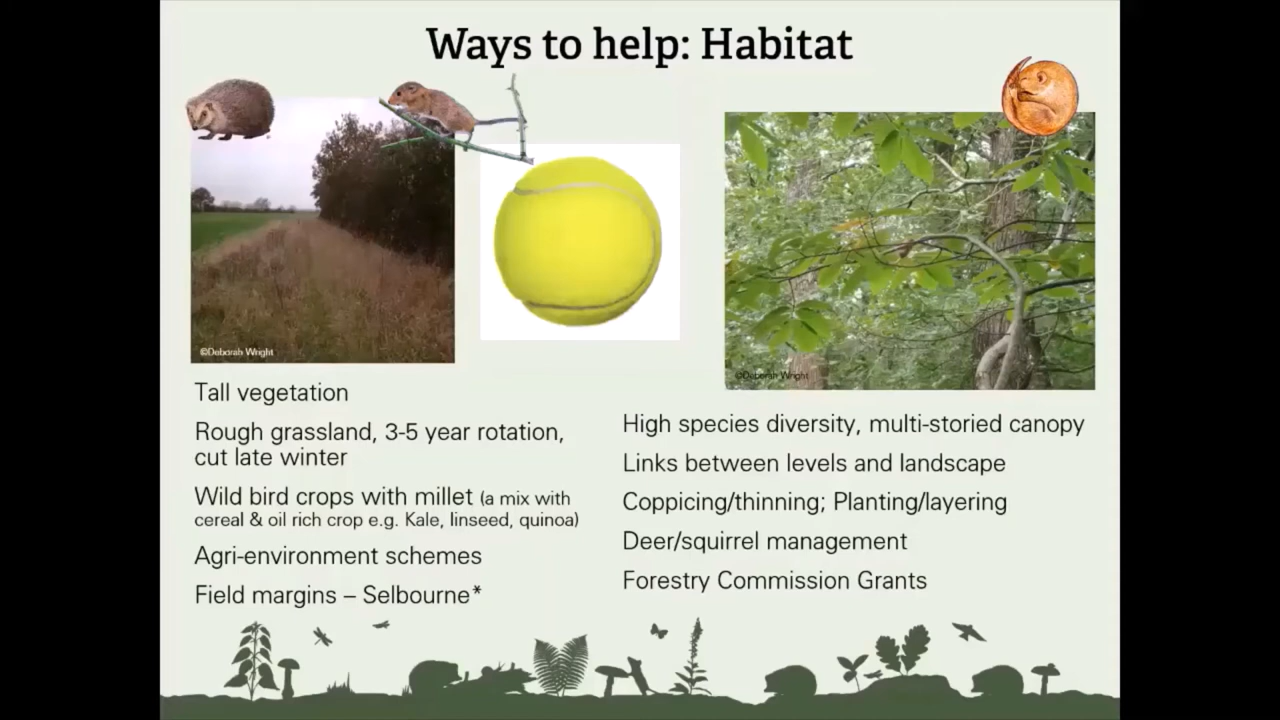 Ways to help: Habitat
©Deborah Wright
©Deborah Wright
Tall vegetation
Rough grassland, 3-5 year rotation,
cut late winter
Wild bird crops with millet (a mix with
cereal & oil rich crop e.g. Kale, linseed, quinoa)
Agri-environment schemes
Field margins – Selbourne*
High species diversity, multi-storied canopy
Links between levels and landscape
Coppicing/thinning; Planting/layering
Deer/squirrel management
Forestry Commission Grants